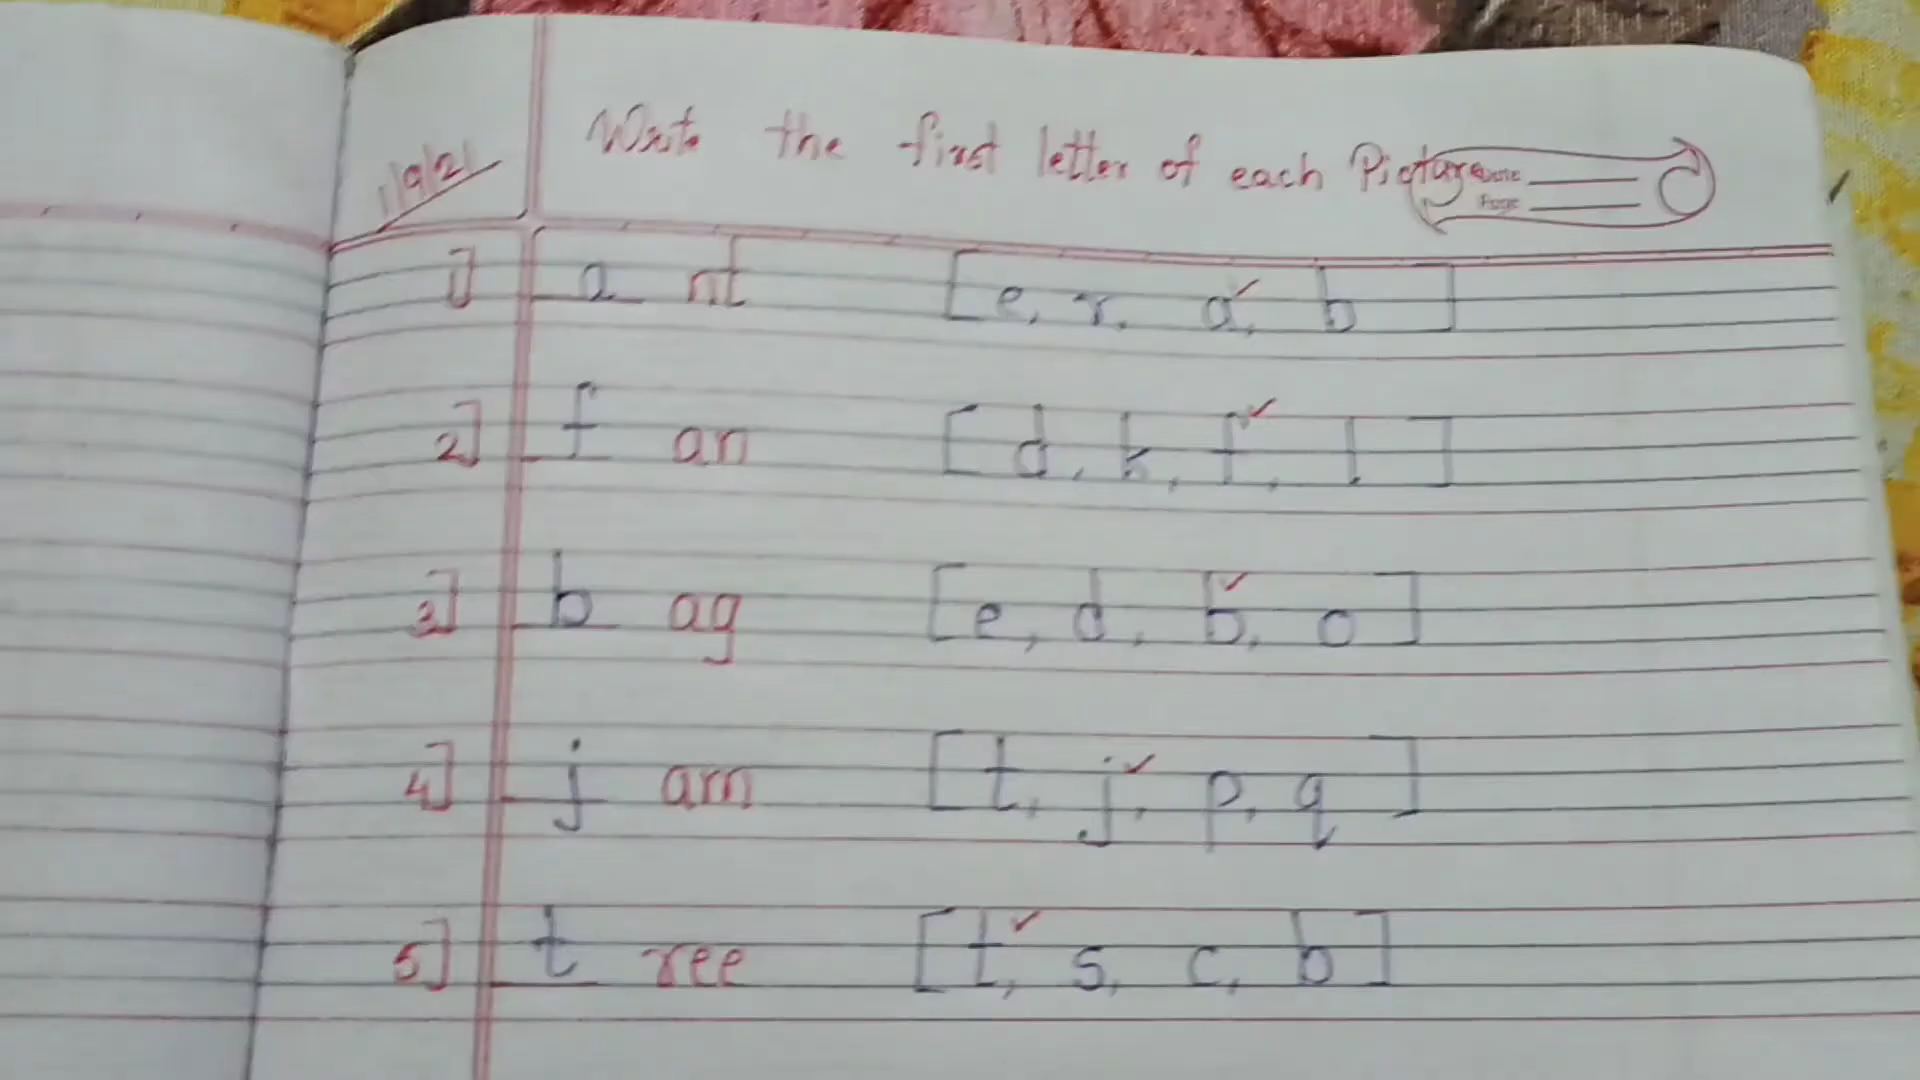 1/9/21
Write the first letter of each Picture
Date
Page
1] a nt [e, r, a, b]
2] f an [d, k, f, l]
3] b ag [e, d, b, o]
4] j am [t, j, p, q]
5] t ree [t, s, c, b]